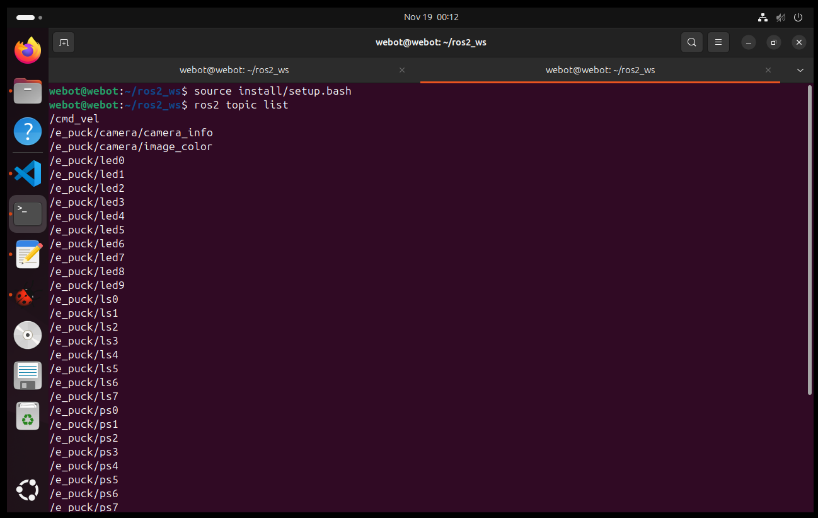 Nov 19 00:12
webot@webot: ~/ros2_ws
webot@webot: ~/ros2_ws
webot@webot: ~/ros2_ws
webot@webot:~/ros2_ws$ source install/setup.bash
webot@webot:~/ros2_ws$ ros2 topic list
/cmd_vel
/e_puck/camera/camera_info
/e_puck/camera/image_color
/e_puck/led0
/e_puck/led1
/e_puck/led2
/e_puck/led3
/e_puck/led4
/e_puck/led5
/e_puck/led6
/e_puck/led7
/e_puck/led8
/e_puck/led9
/e_puck/ls0
/e_puck/ls1
/e_puck/ls2
/e_puck/ls3
/e_puck/ls4
/e_puck/ls5
/e_puck/ls6
/e_puck/ls7
/e_puck/ps0
/e_puck/ps1
/e_puck/ps2
/e_puck/ps3
/e_puck/ps4
/e_puck/ps5
/e_puck/ps6
/e_puck/ps7